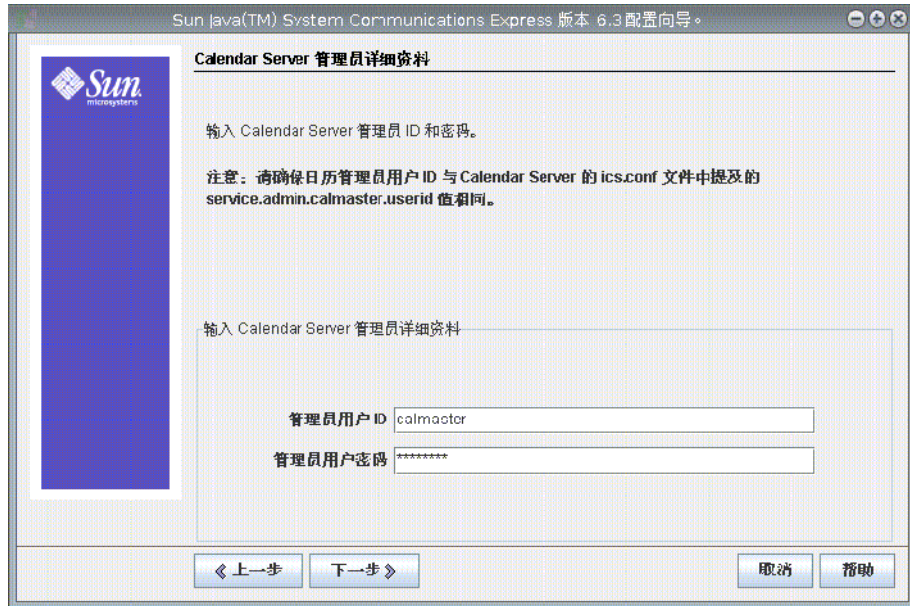 Sun Java(TM) System Communications Express 版本 6.3配置向导。
Calendar Server 管理员详细资料
Sun
microsystems
输入 Calendar Server 管理员 ID 和密码。
注意：请确保日历管理员用户 ID 与 Calendar Server 的 ics.conf 文件中提及的
service.admin.calmaster.userid 值相同。
输入 Calendar Server 管理员详细资料
管理员用户 ID calmaster
管理员用户密码 ********
上一步 下一步 取消 帮助